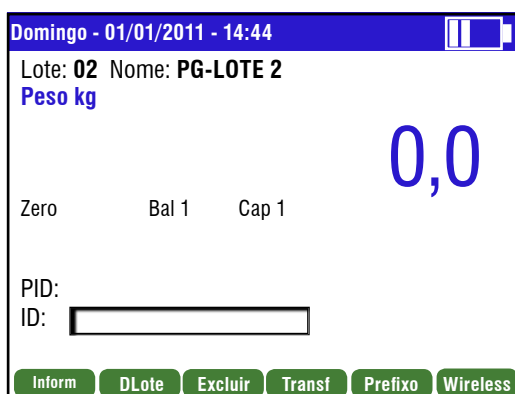 Domingo - 01/01/2011 - 14:44
Lote: 02 Nome: PG-LOTE 2
Peso kg
0,0
Zero Bal 1 Cap 1
PID:
ID:
Inform DLote Excluir Transf Prefixo Wireless